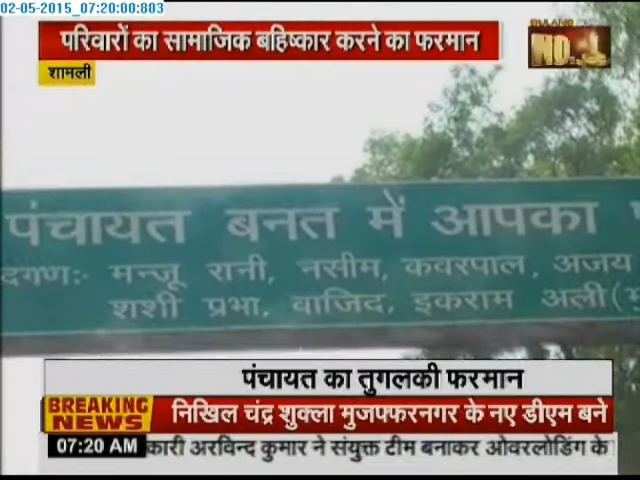 02-05-2015_07:20:00:803
परिवारों का सामाजिक बहिष्कार करने का फरमान
NO.1
शामली
पंचायत बनत में आपका
दगण:- मन्जू रानी, नसीम, कवरपाल, अजय
शशी प्रभा, वाजिद, इकराम अली (
पंचायत का तुगलकी फरमान
BREAKING NEWS
निखिल चंद्र शुक्ला मुजफ्फरनगर के नए डीएम बने
07:20 AM
कारी अरविन्द कुमार ने संयुक्त टीम बनाकर ओवरलोडिंग के